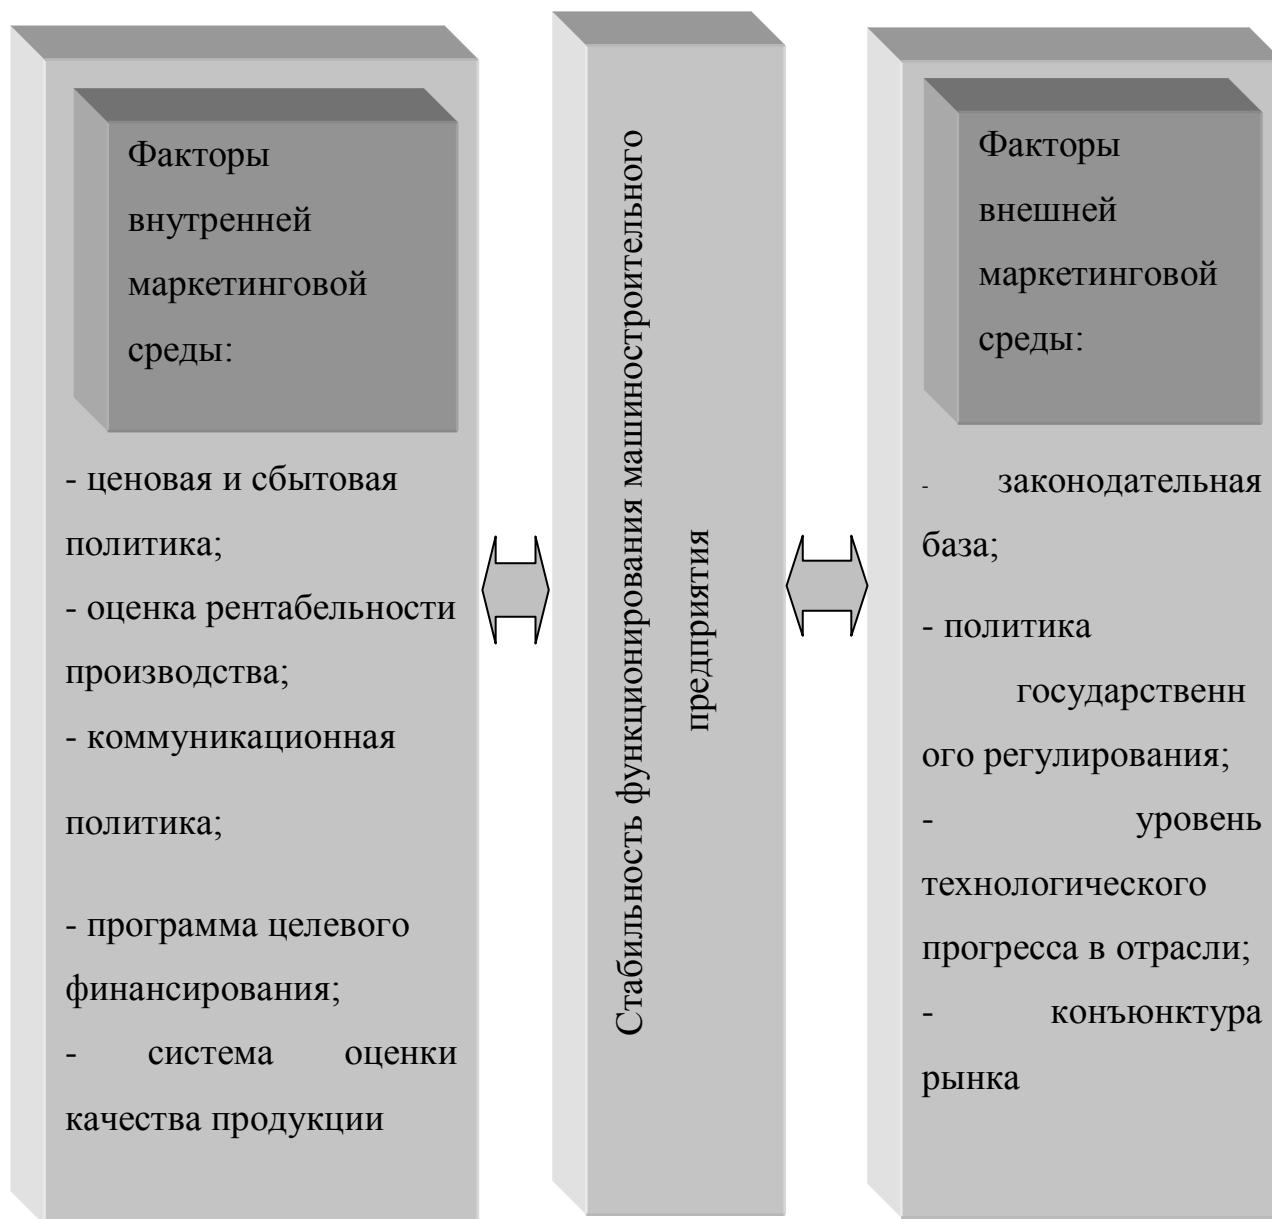 Факторы
внутренней
маркетинговой
среды:
- ценовая и сбытовая
политика;
- оценка рентабельности
производства;
- коммуникационная
политика;
- программа целевого
финансирования;
- система оценки
качества продукции
Стабильность функционирования машиностроительного
предприятия
Факторы
внешней
маркетинговой
среды:
- законодательная
база;
- политика
государственн
ого регулирования;
- уровень
технологического
прогресса в отрасли;
- конъюнктура
рынка